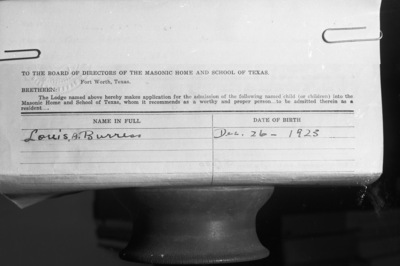 TO THE BOARD OF DIRECTORS OF THE MASONIC HOME AND SCHOOL OF TEXAS,
Fort Worth, Texas.
BRETHREN:
The Lodge named above hereby makes application for the admission of the following named child (or children) into the
Masonic Home and School of Texas, whom it recommends as a worthy and proper person...to be admitted therein as a
resident...
NAME IN FULL DATE OF BIRTH
Louis A. Burress Dec. 26 - 1925